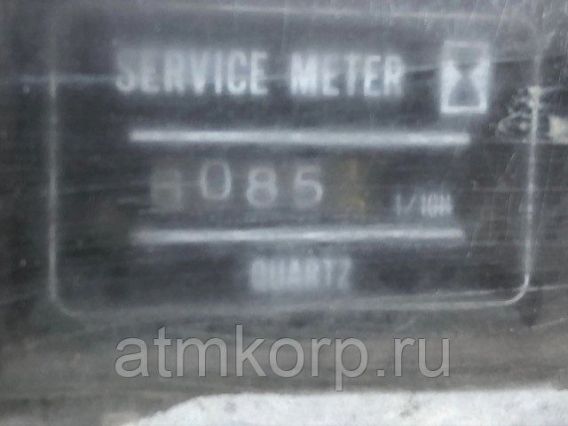 SERVICE METER
085
1/10H
QUARTZ
atmkorp.ru